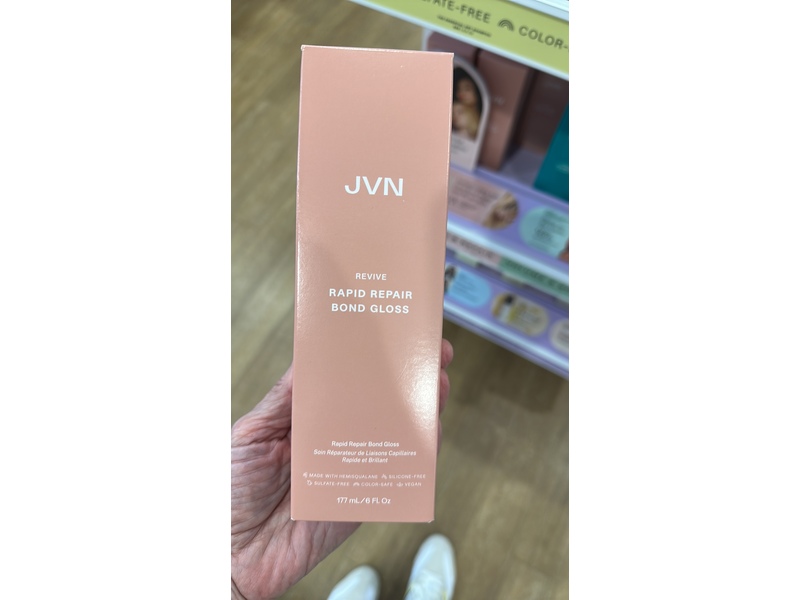 ATE-FREE
COLOR-
JVN
REVIVE
RAPID REPAIR
BOND GLOSS
Rapid Repair Bond Gloss
Soin Réparateur de Liaisons Capillaires
Rapide et Brillant
MADE WITH HEMISQUALANE SILICONE-FREE
SULFATE-FREE COLOR-SAFE VEGAN
177 mL/6 Fl. Oz